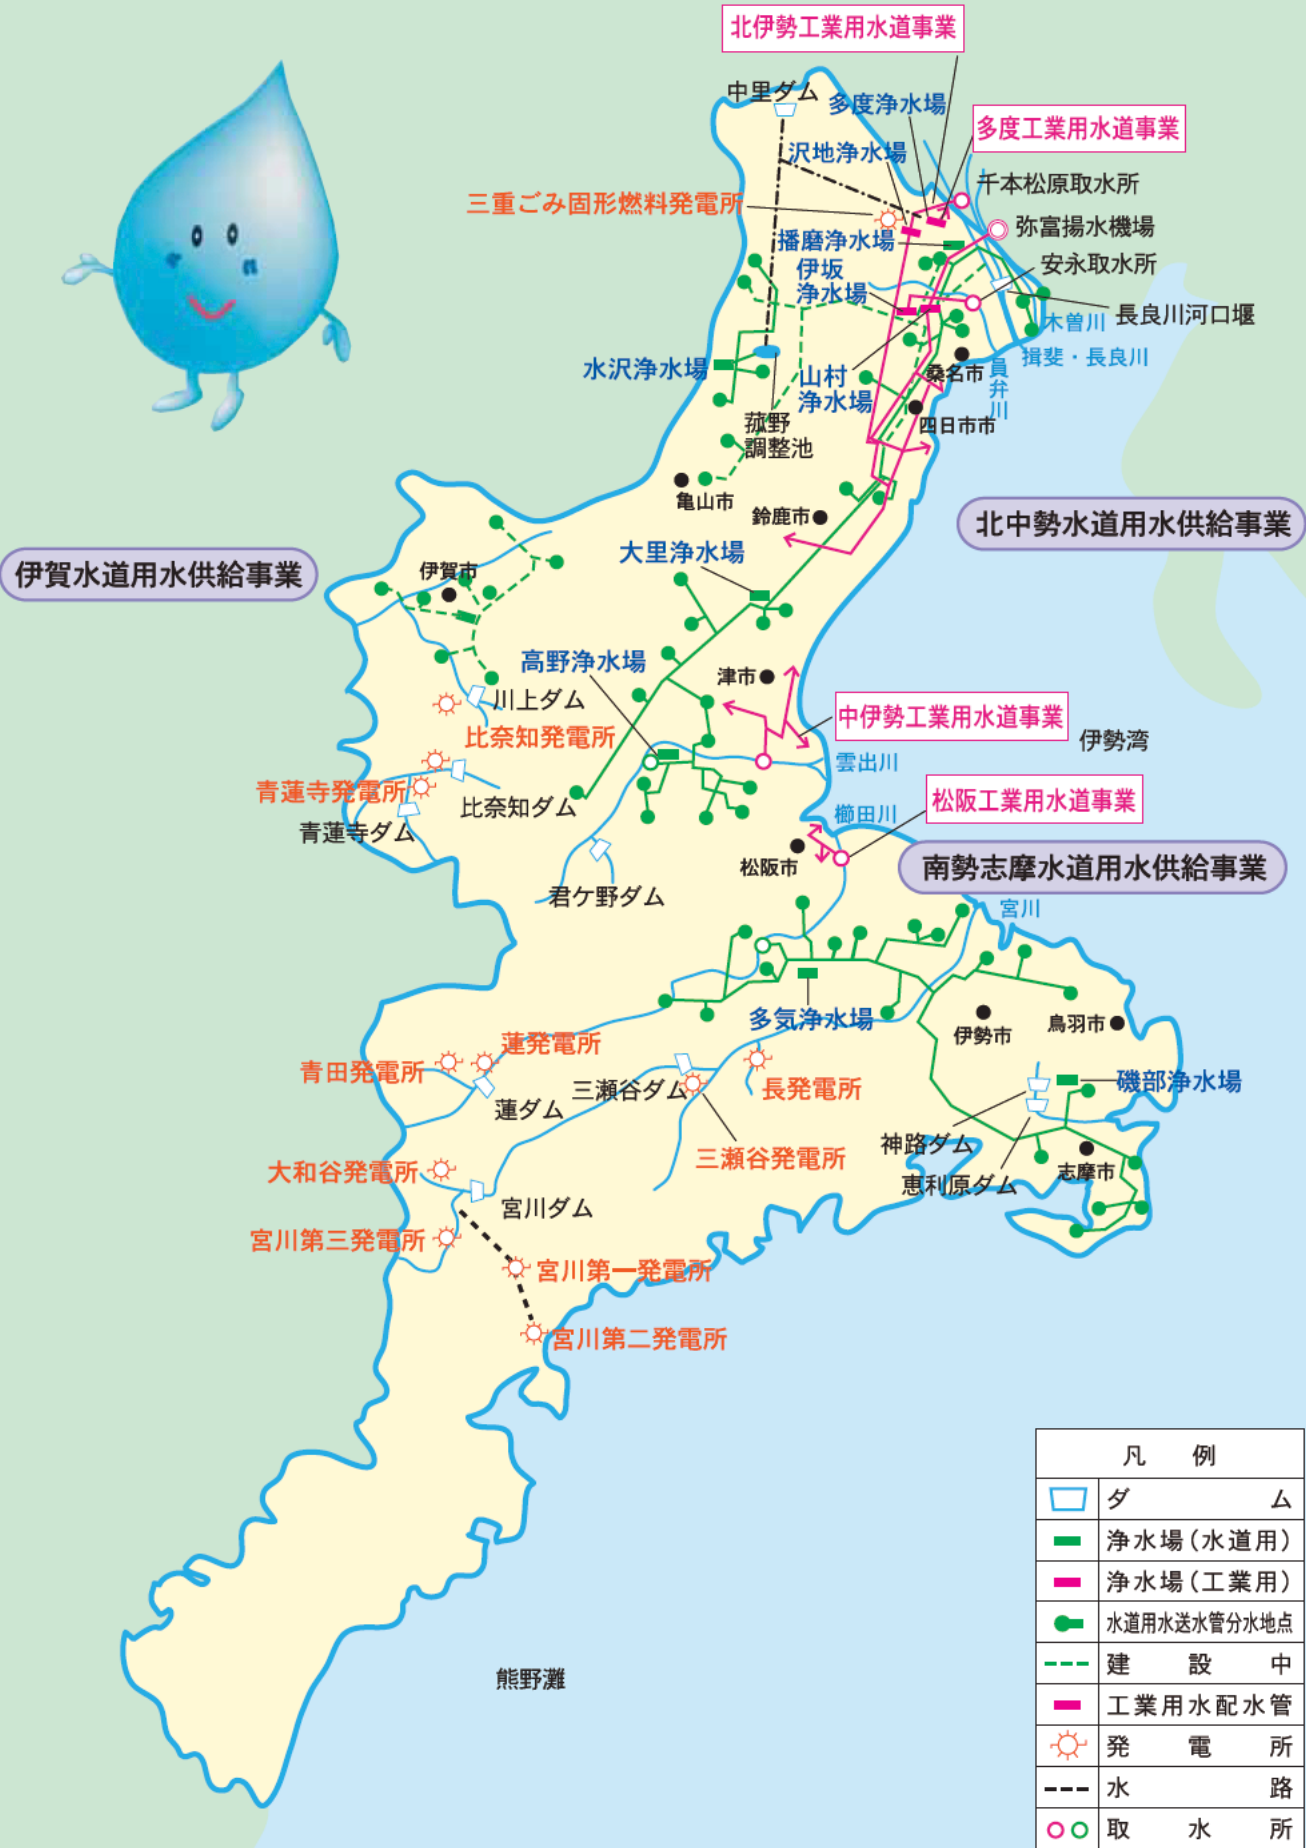 北伊勢工業用水道事業
中里ダム
多度浄水場
多度工業用水道事業
沢地浄水場
千本松原取水所
三重ごみ固形燃料発電所
弥富揚水機場
播磨浄水場
安永取水所
伊坂
浄水場
長良川河口堰
木曽川
揖斐・長良川
員弁川
水沢浄水場
山村
浄水場
桑名市
菰野
調整池
四日市市
亀山市
鈴鹿市
北中勢水道用水供給事業
大里浄水場
伊賀水道用水供給事業
伊賀市
高野浄水場
津市
川上ダム
中伊勢工業用水道事業
比奈知発電所
伊勢湾
雲出川
青蓮寺発電所
比奈知ダム
松阪工業用水道事業
櫛田川
青蓮寺ダム
松阪市
南勢志摩水道用水供給事業
君ケ野ダム
宮川
多気浄水場
伊勢市
鳥羽市
蓮発電所
青田発電所
三瀬谷ダム
長発電所
磯部浄水場
蓮ダム
神路ダム
三瀬谷発電所
大和谷発電所
恵利原ダム
志摩市
宮川ダム
宮川第三発電所
宮川第一発電所
宮川第二発電所
熊野灘
凡 例
ダム
浄水場(水道用)
浄水場(工業用)
水道用水送水管分水地点
建設中
工業用水配水管
発電所
水路
取水所